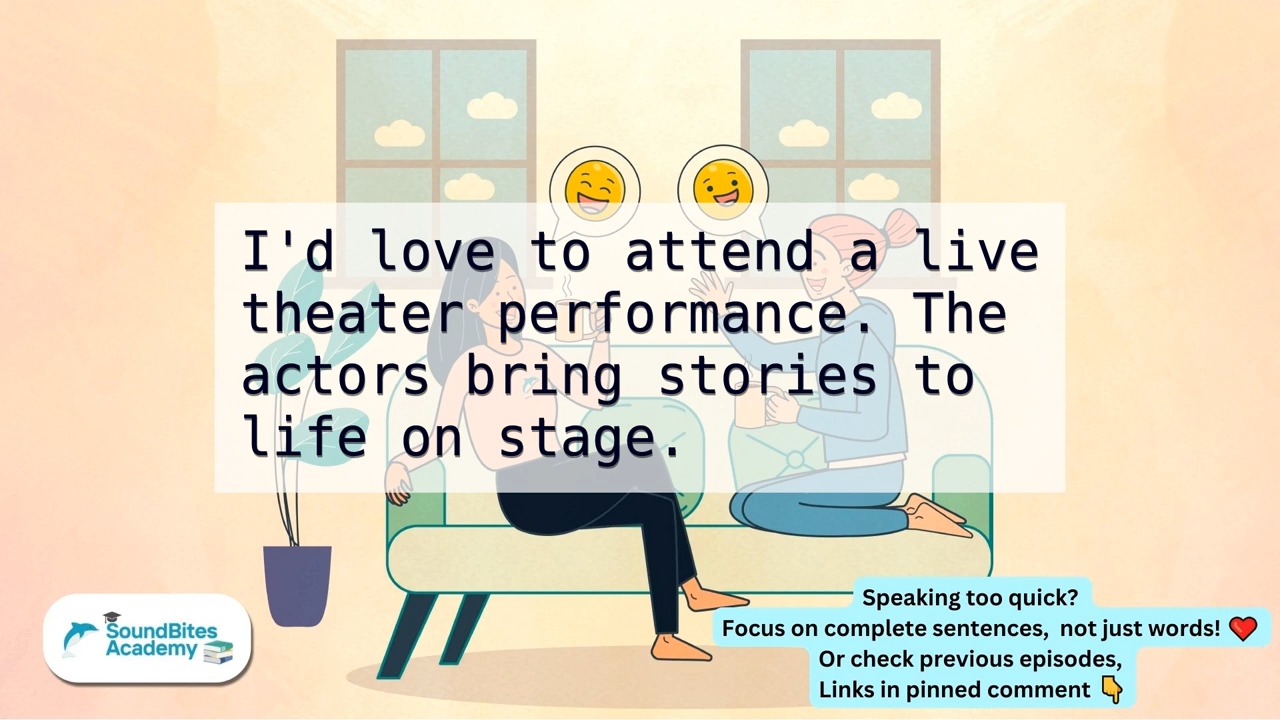 I'd love to attend a live
theater performance. The
actors bring stories to
life on stage.
SoundBites
Academy
Speaking too quick?
Focus on complete sentences, not just words! ❤️
Or check previous episodes,
Links in pinned comment 👇